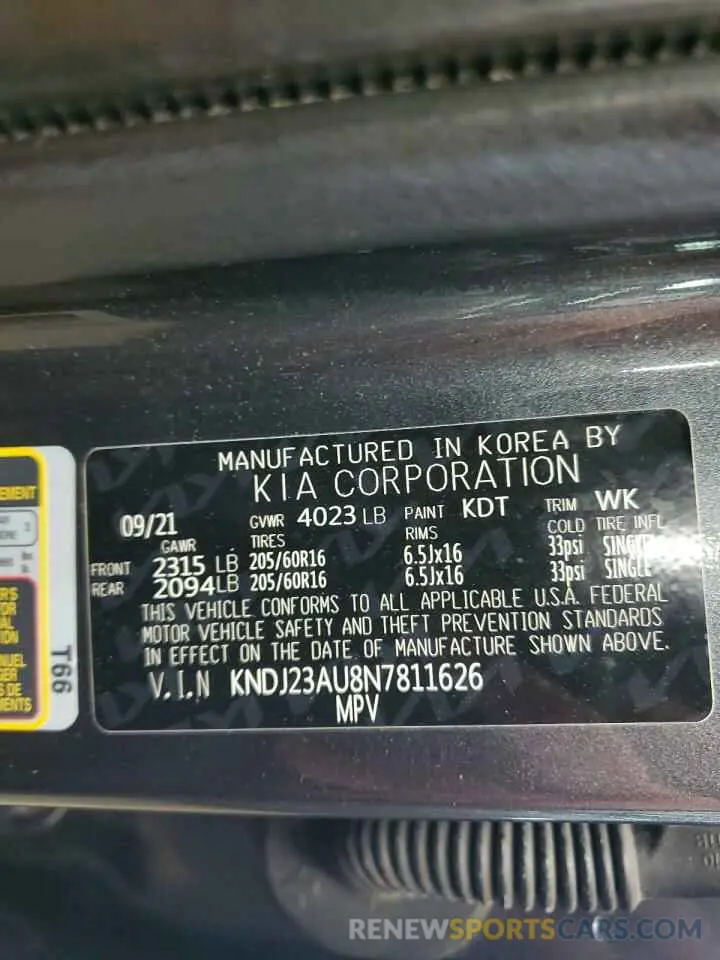 MANUFACTURED IN KOREA BY
KIA CORPORATION
09/21 GVWR 4023 LB PAINT KDT TRIM WK
GAWR TIRES RIMS COLD TIRE INFL
FRONT 2315 LB 205/60R16 6.5Jx16 33psi SINGLE
REAR 2094LB 205/60R16 6.5Jx16 33psi SINGLE
THIS VEHICLE CONFORMS TO ALL APPLICABLE U.S.A. FEDERAL
MOTOR VEHICLE SAFETY AND THEFT PREVENTION STANDARDS
IN EFFECT ON THE DATE OF MANUFACTURE SHOWN ABOVE.
V.I.N KNDJ23AU8N7811626
MPV
T66
RENEWSPORTSCARS.COM